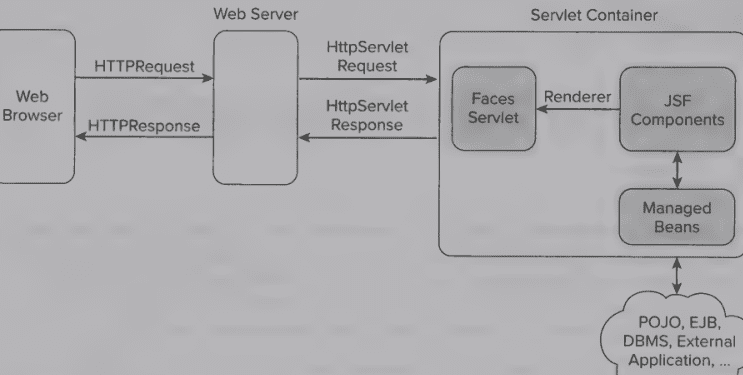 Web Server
Servlet Container
HTTPRequest
HttpServlet
Request
Web
Browser
Faces
Servlet
Renderer
JSF
Components
HTTPResponse
HttpServlet
Response
Managed
Beans
POJO, EJB,
DBMS, External
Application, ...